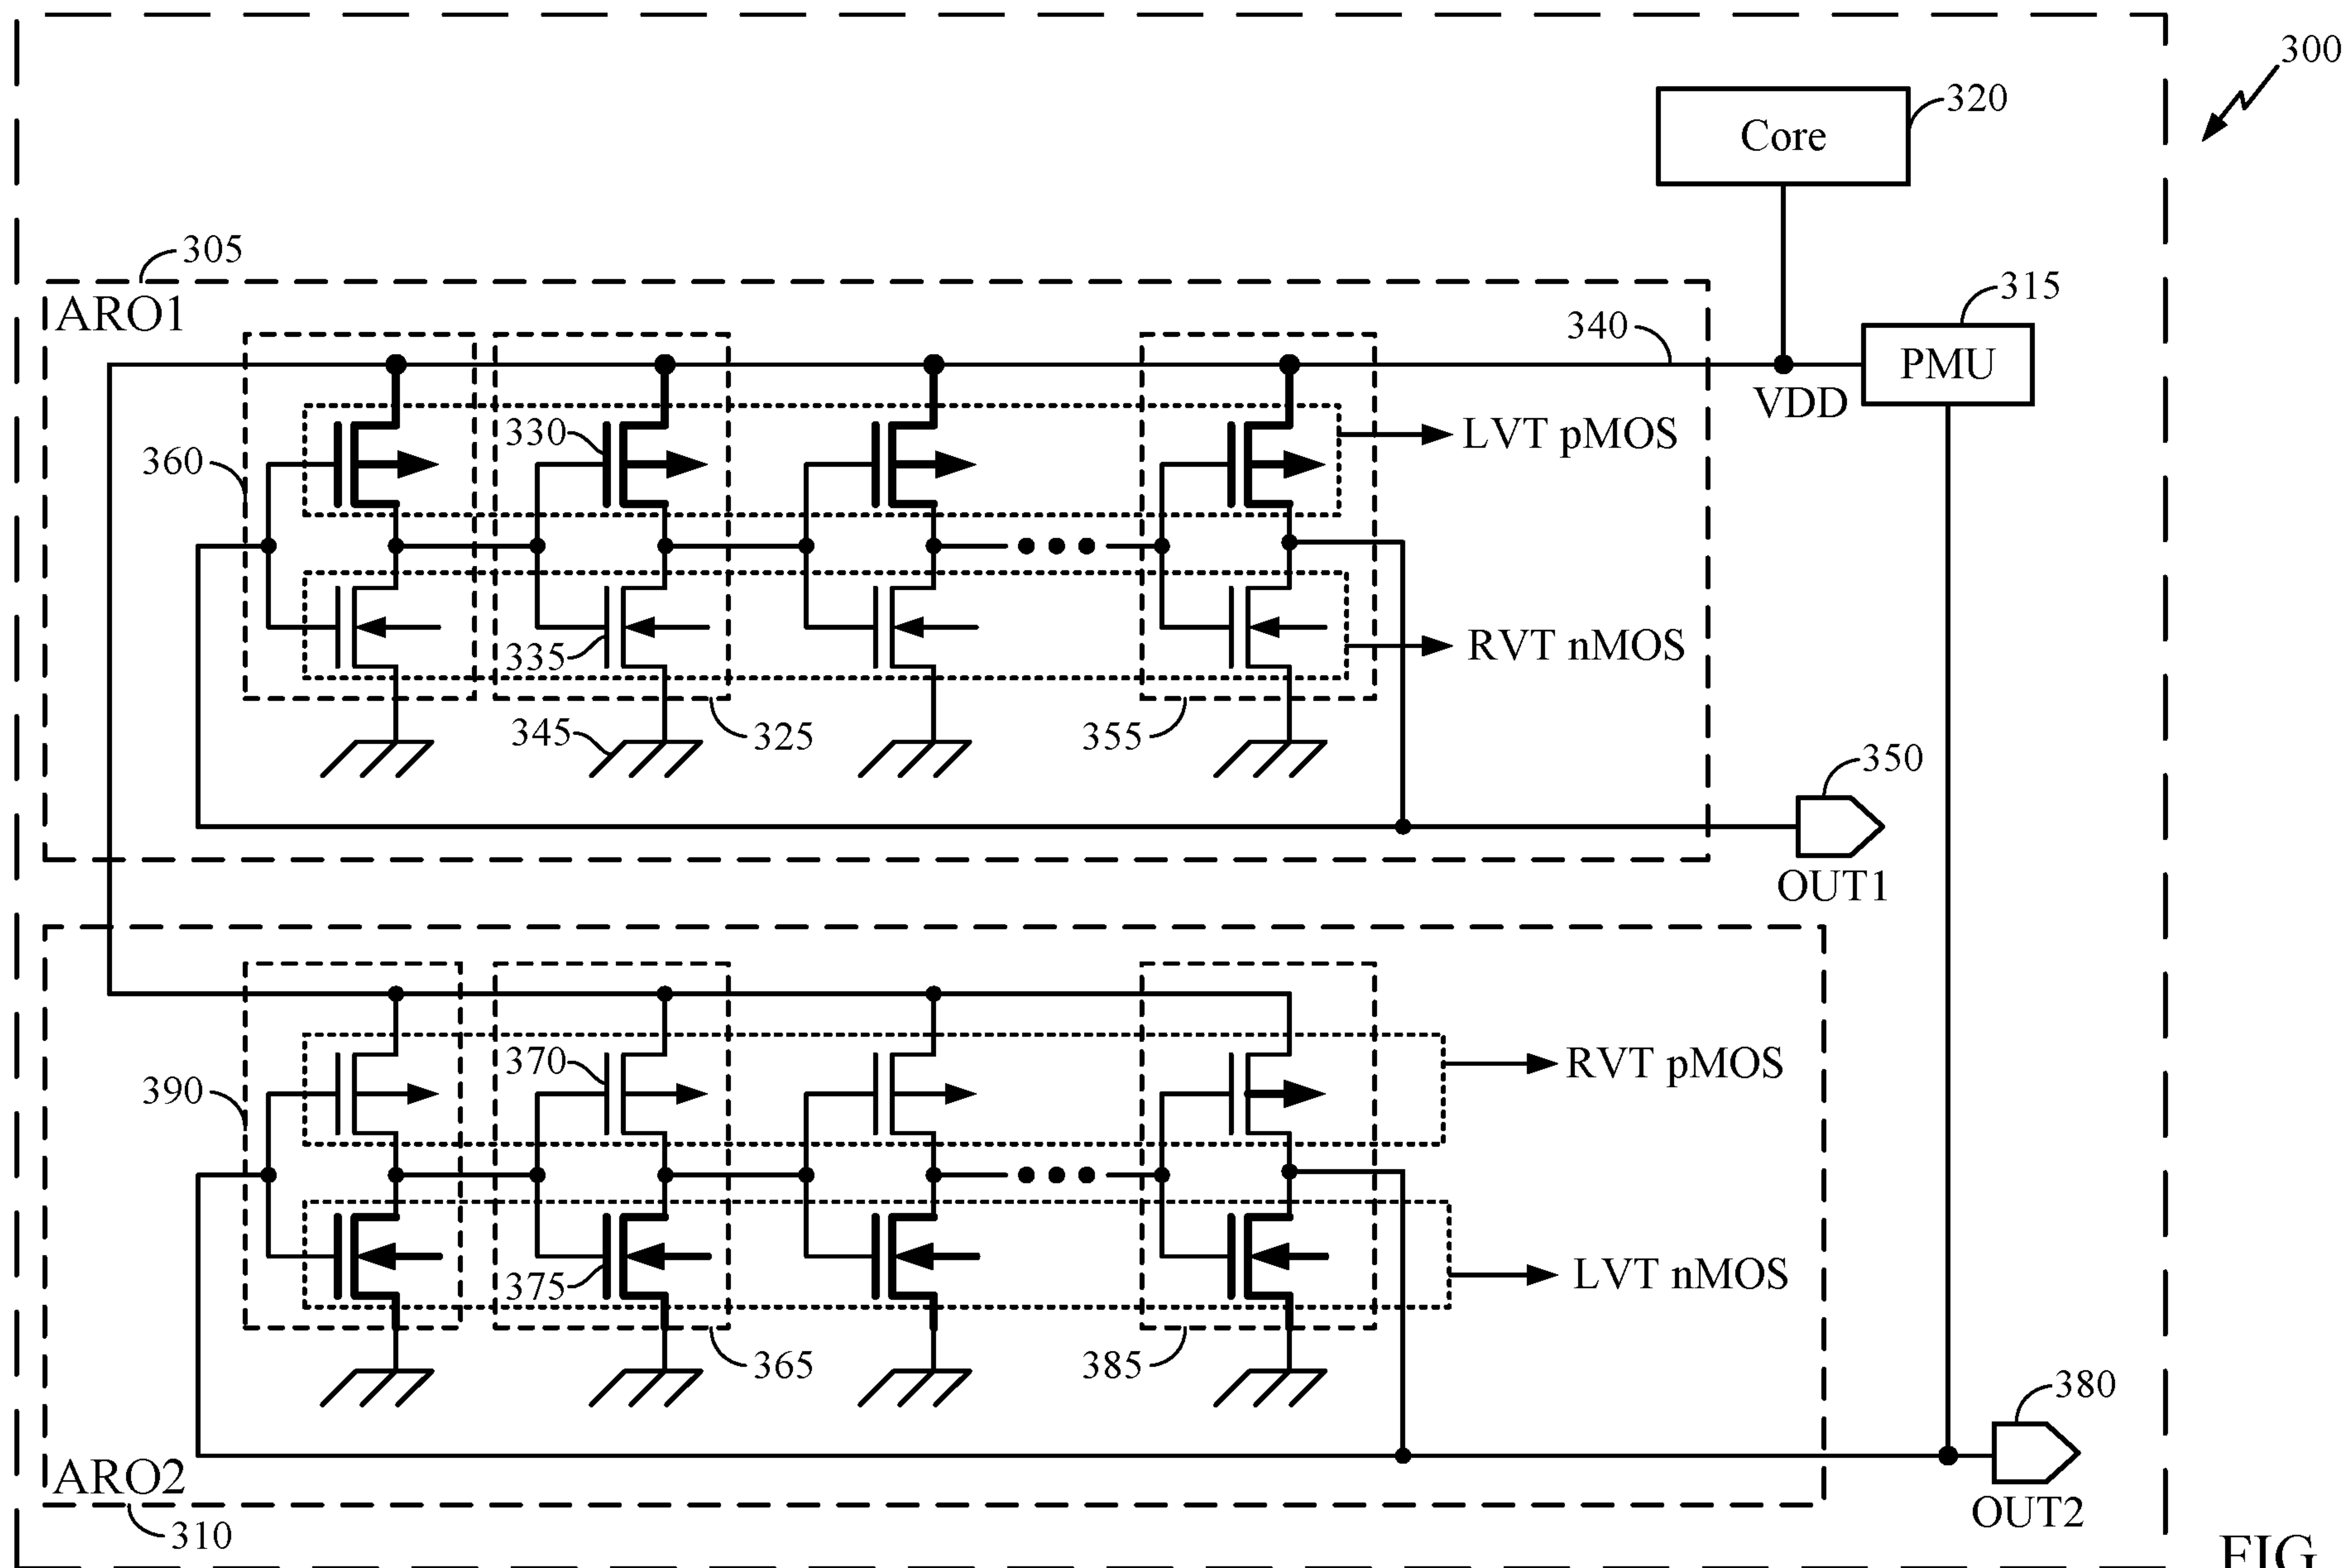 300
320
Core
305
315
ARO1
340
PMU
VDD
330
LVT pMOS
360
335
RVT nMOS
345
325
355
350
OUT1
370
RVT pMOS
390
375
LVT nMOS
365
385
380
ARO2
OUT2
310
FIG